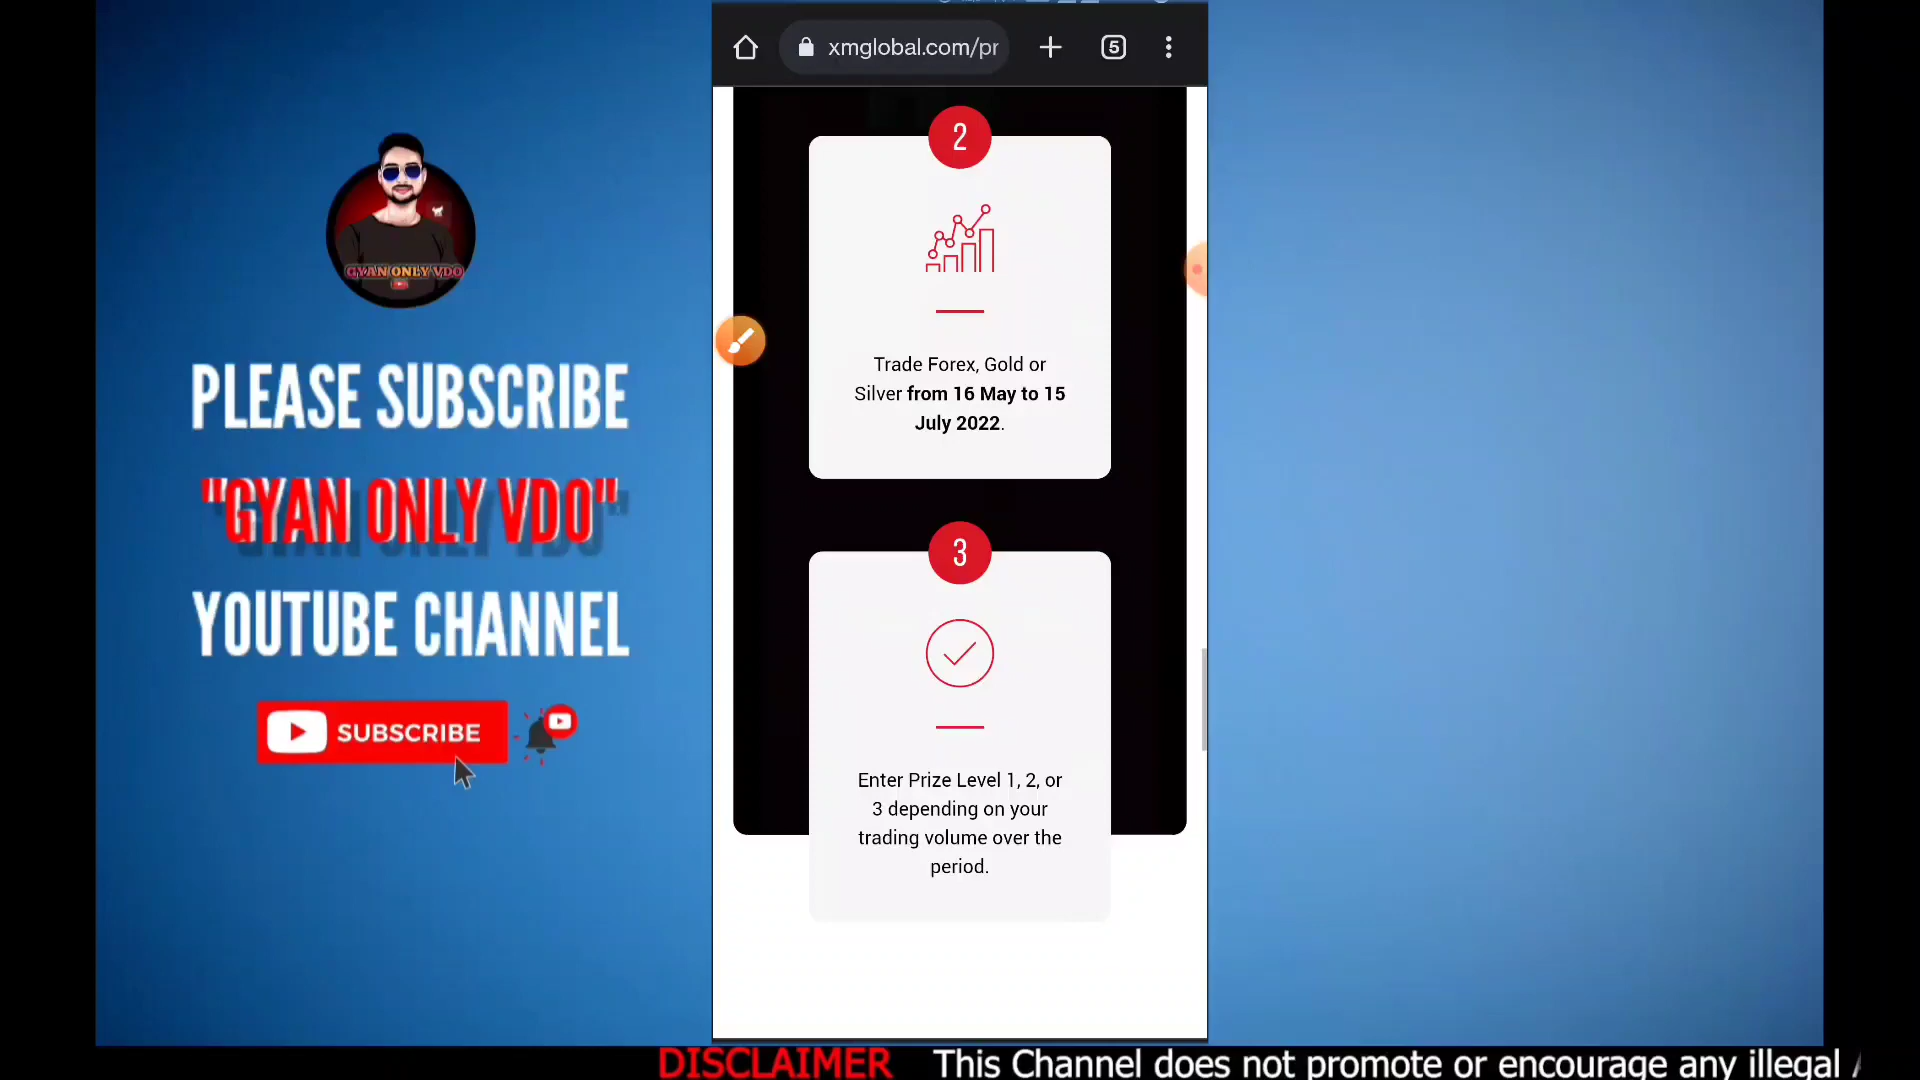 GYAN ONLY VDO
PLEASE SUBSCRIBE
"GYAN ONLY VDO"
YOUTUBE CHANNEL
SUBSCRIBE
xmglobal.com/pr
5
2
Trade Forex, Gold or
Silver from 16 May to 15
July 2022.
3
Enter Prize Level 1, 2, or
3 depending on your
trading volume over the
period.
DISCLAIMER This Channel does not promote or encourage any illegal